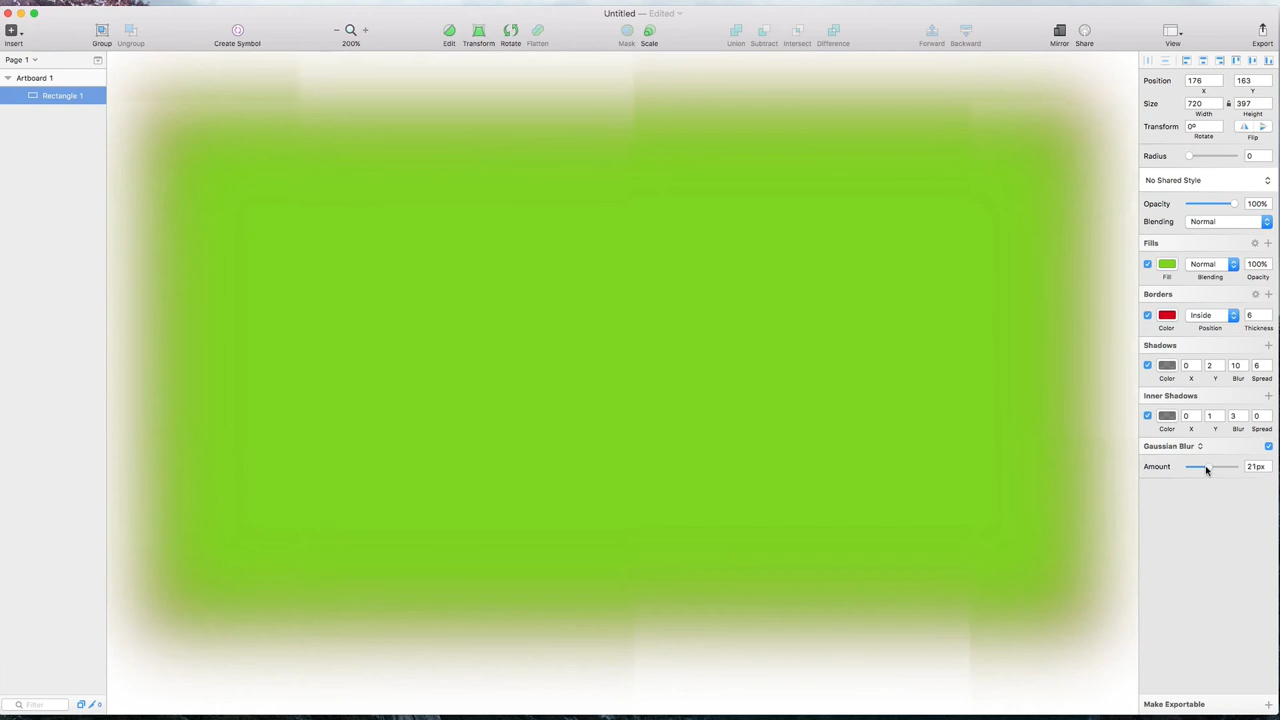 Untitled — Edited
Insert
Group
Ungroup
Create Symbol
− 200% +
Edit
Transform
Rotate
Flatten
Mask
Scale
Union
Subtract
Intersect
Difference
Forward
Backward
Mirror
Share
View
Export
Page 1
Artboard 1
Rectangle 1
Position 176 163
X Y
Size 720 397
Width Height
Transform 0º
Rotate Flip
Radius 0
No Shared Style
Opacity 100%
Blending Normal
Fills
Normal 100%
Fill Blending Opacity
Borders
Inside 6
Color Position Thickness
Shadows
0 2 10 6
Color X Y Blur Spread
Inner Shadows
0 1 3 0
Color X Y Blur Spread
Gaussian Blur
Amount 21px
Filter
0
Make Exportable